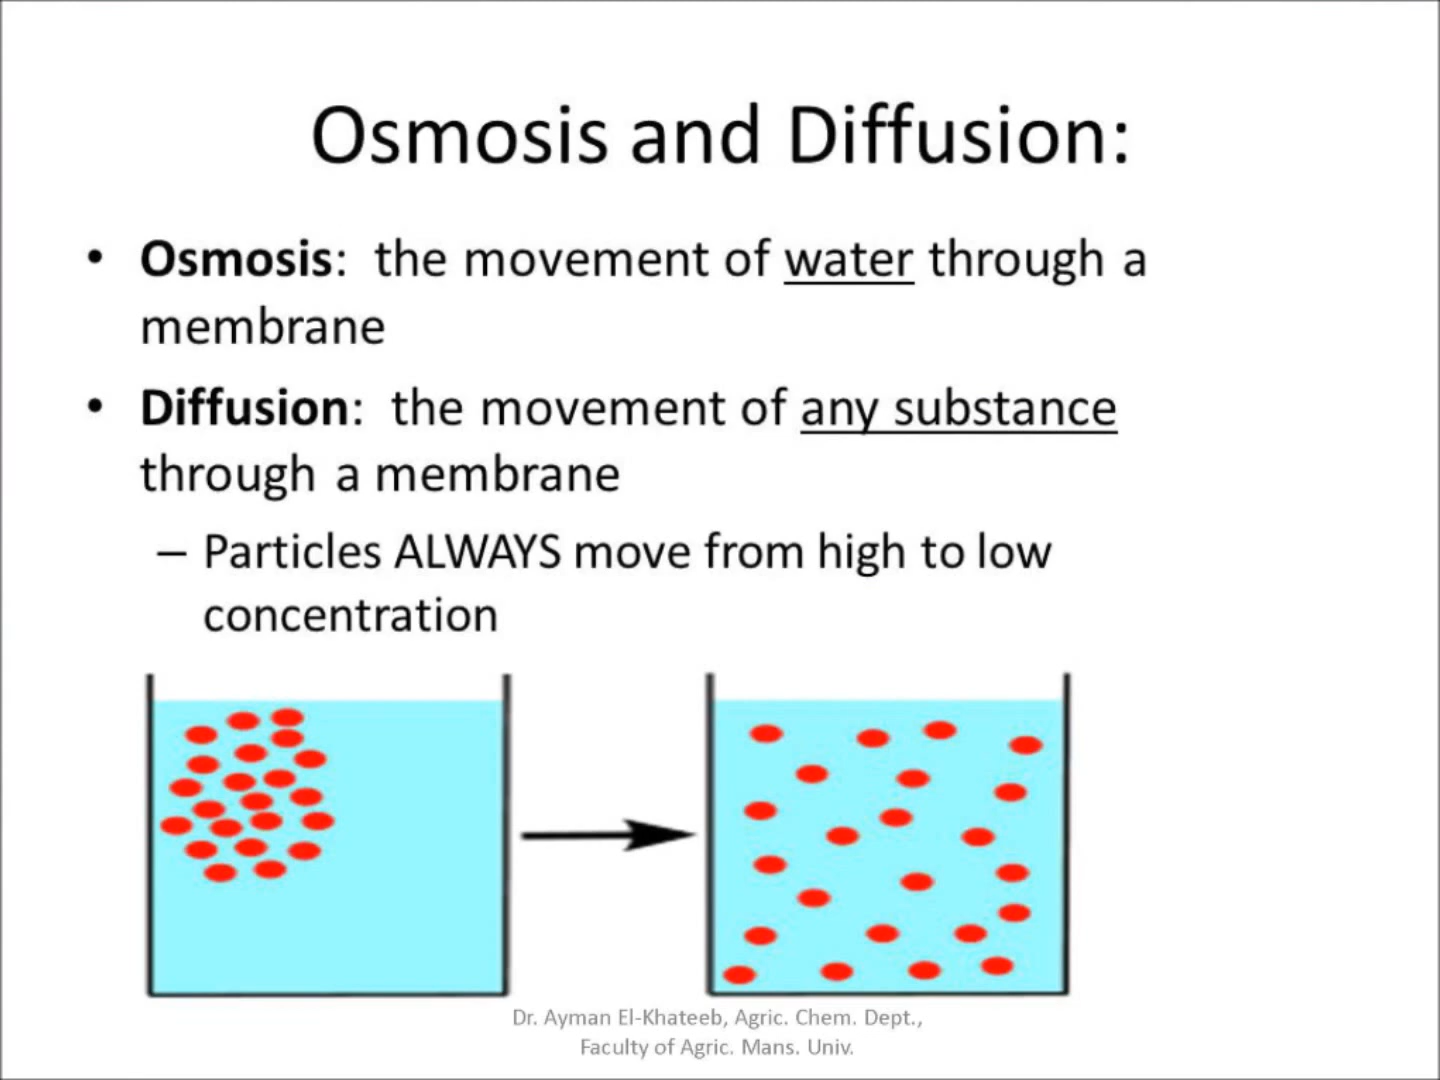 Osmosis and Diffusion:
• Osmosis: the movement of water through a
membrane
• Diffusion: the movement of any substance
through a membrane
– Particles ALWAYS move from high to low
concentration
Dr. Ayman El-Khateeb, Agric. Chem. Dept.,
Faculty of Agric. Mans. Univ.